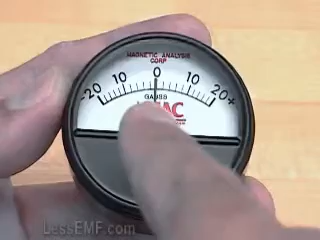 MAGNETIC ANALYSIS
CORP
-20 10 0 10 20+
GAUSS
LessEMF.com